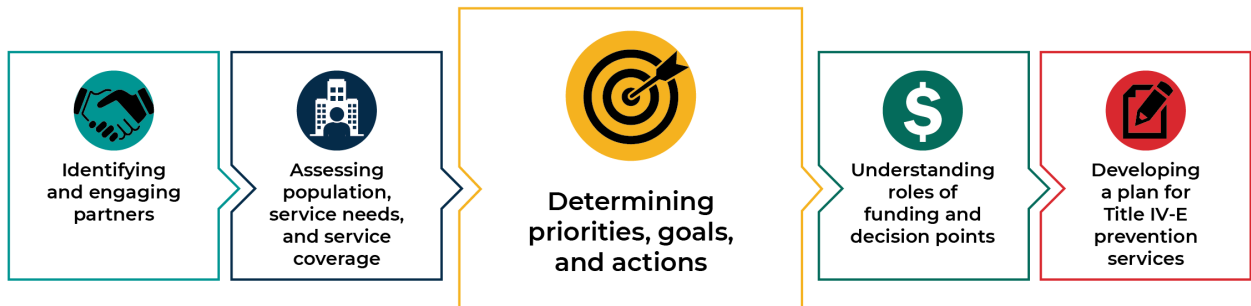 Identifying
and engaging
partners
Assessing
population,
service needs,
and service
coverage
Determining
priorities, goals,
and actions
$
Understanding
roles of
funding and
decision points
Developing
a plan for
Title IV-E
prevention
services